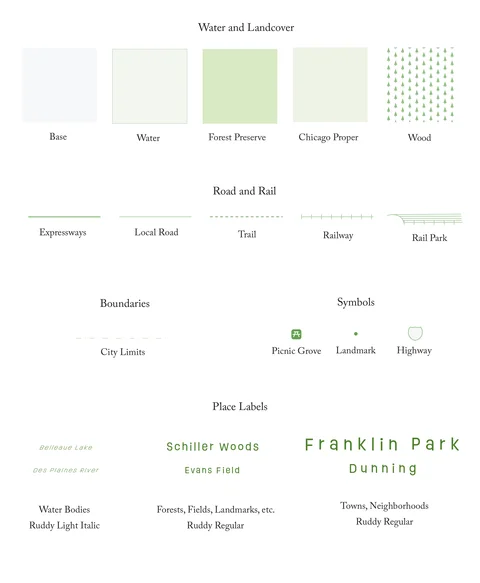 Water and Landcover
Base
Water
Forest Preserve
Chicago Proper
Wood
Road and Rail
Expressways
Local Road
Trail
Railway
Rail Park
Boundaries
City Limits
Symbols
Picnic Grove
Landmark
Highway
Place Labels
Belleaue Lake
Des Plaines River
Water Bodies
Ruddy Light Italic
Schiller Woods
Evans Field
Forests, Fields, Landmarks, etc.
Ruddy Regular
Franklin Park
Dunning
Towns, Neighborhoods
Ruddy Regular